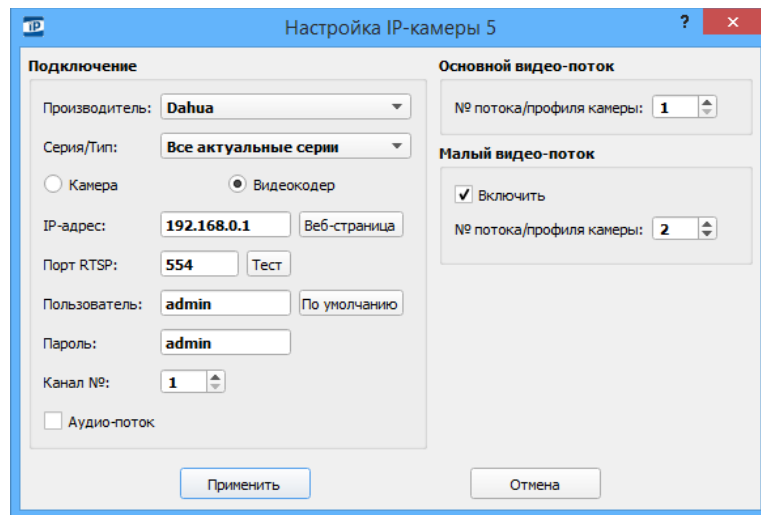 iP Настройка IP-камеры 5 ? ×
Подключение
Производитель: Dahua
Серия/Тип: Все актуальные серии
Камера Видеокодер
IP-адрес: 192.168.0.1 Веб-страница
Порт RTSP: 554 Тест
Пользователь: admin По умолчанию
Пароль: admin
Канал №: 1
Аудио-поток
Основной видео-поток
№ потока/профиля камеры: 1
Малый видео-поток
Включить
№ потока/профиля камеры: 2
Применить Отмена